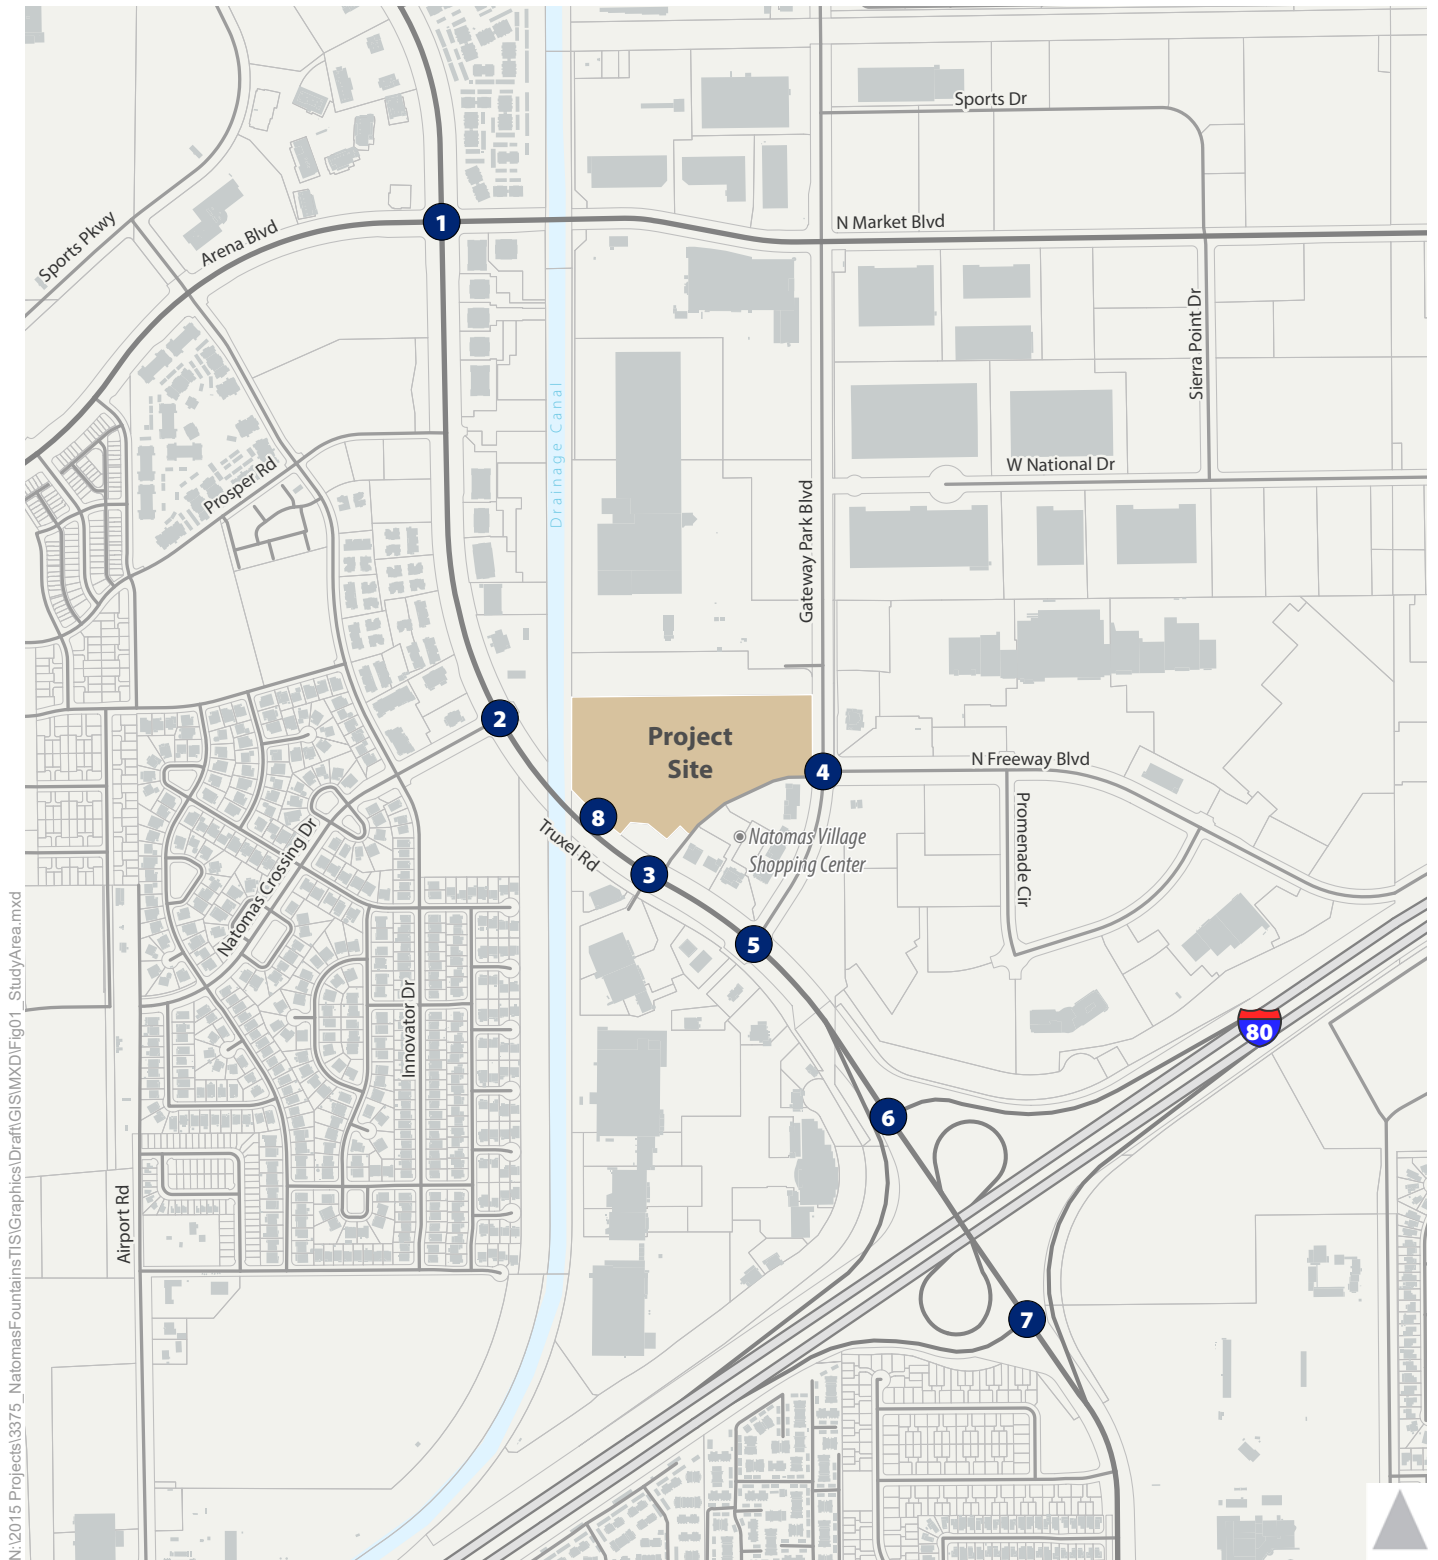 Sports Dr
N Market Blvd
1
Sports Pkwy
Arena Blvd
Sierra Point Dr
Drainage Canal
W National Dr
Prosper Rd
Gateway Park Blvd
2
Project
Site
N Freeway Blvd
4
Promenade Cir
8
Truxel Rd
Natomas Village
Shopping Center
3
Natomas Crossing Dr
5
Innovator Dr
80
6
Airport Rd
7
N:\2015 Projects\3375_NatomasFountainsTIS\Graphics\Draft\GIS\MXD\Fig01_StudyArea.mxd